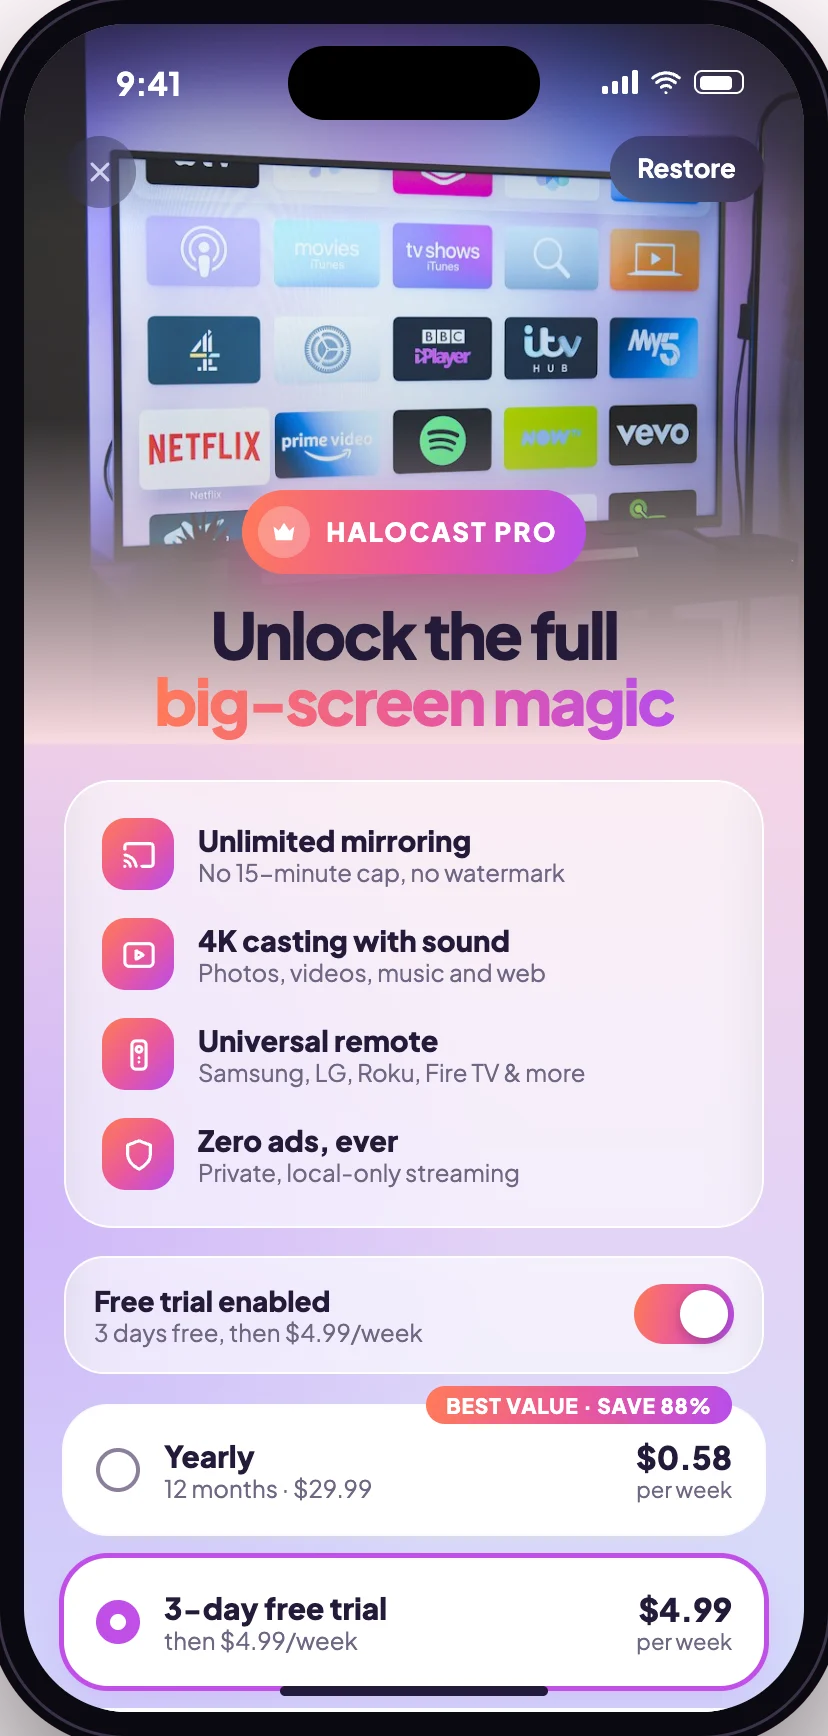 9:41
Restore
movies
iTunes
tv shows
iTunes
4
BBC
iPlayer
itv
HUB
My5
NETFLIX
prime video
NOW
vevo
Netflix
HALOCAST PRO
Unlock the full
big-screen magic
Unlimited mirroring
No 15-minute cap, no watermark
4K casting with sound
Photos, videos, music and web
Universal remote
Samsung, LG, Roku, Fire TV & more
Zero ads, ever
Private, local-only streaming
Free trial enabled
3 days free, then $4.99/week
BEST VALUE · SAVE 88%
Yearly
12 months · $29.99
$0.58
per week
3-day free trial
then $4.99/week
$4.99
per week